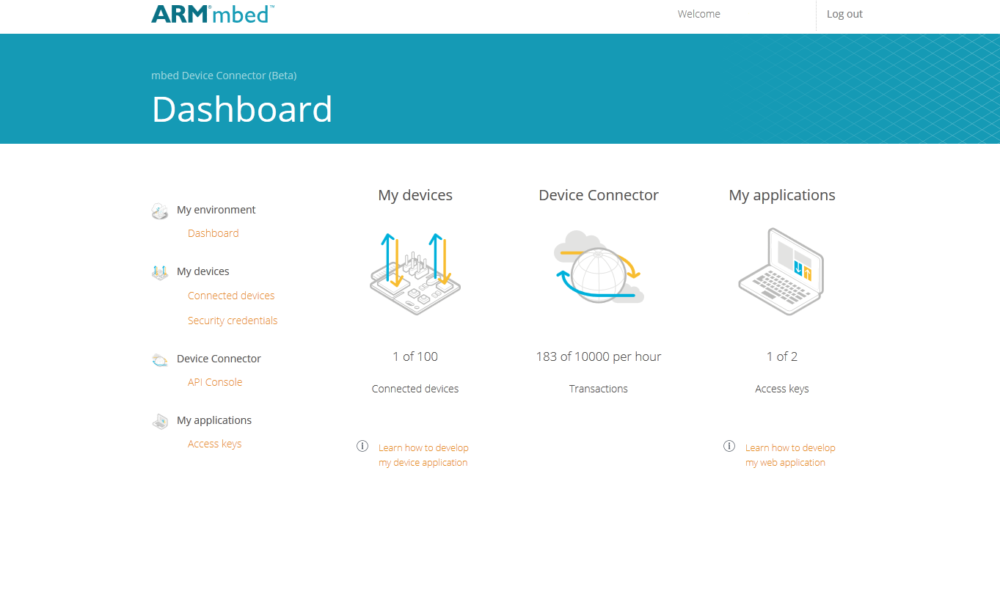 ARM®mbed™
Welcome
Log out
mbed Device Connector (Beta)
Dashboard
My environment
Dashboard
My devices
Connected devices
Security credentials
Device Connector
API Console
My applications
Access keys
My devices
1 of 100
Connected devices
Learn how to develop
my device application
Device Connector
183 of 10000 per hour
Transactions
My applications
1 of 2
Access keys
Learn how to develop
my web application